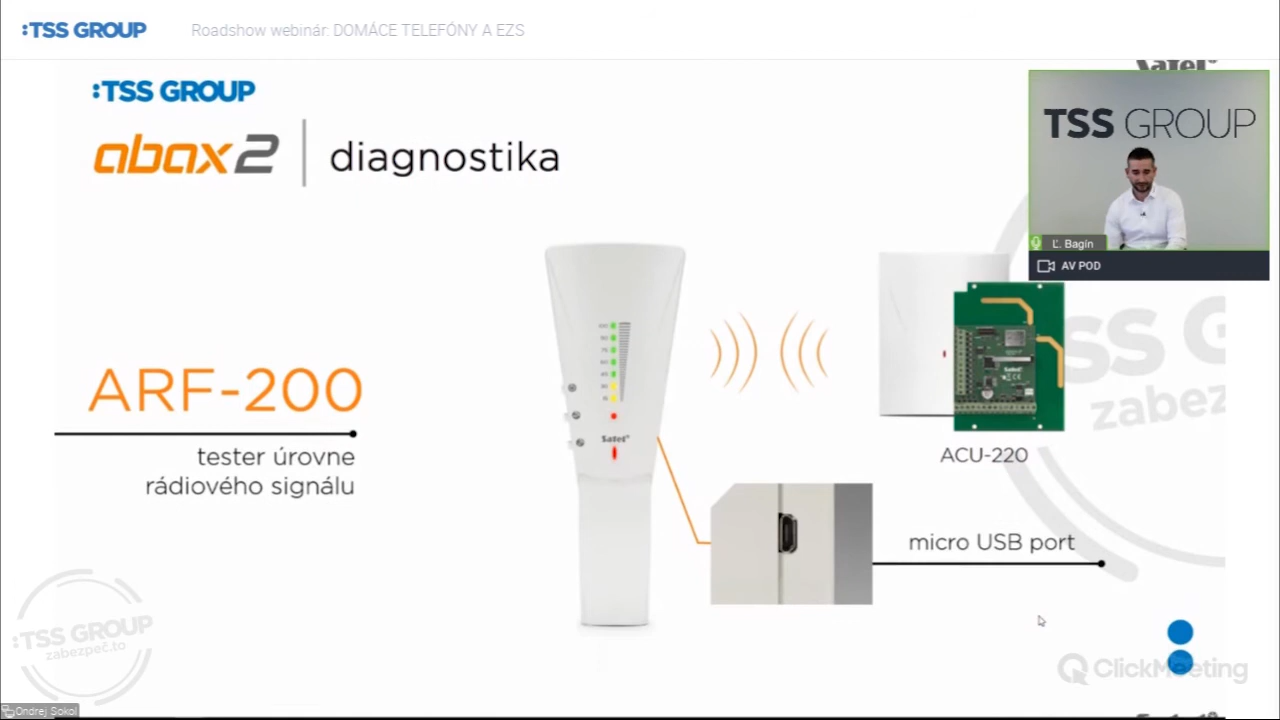 :TSS GROUP
Roadshow webinár: DOMÁCE TELEFÓNY A EZS
:TSS GROUP
abax2 diagnostika
TSS GROUP
Ľ. Bagin
AV POD
ARF-200
tester úrovne
rádiového signálu
Satel
ACU-220
micro USB port
:TSS GROUP
zabezpeč.to
ClickMeeting
Ondrej Sokol